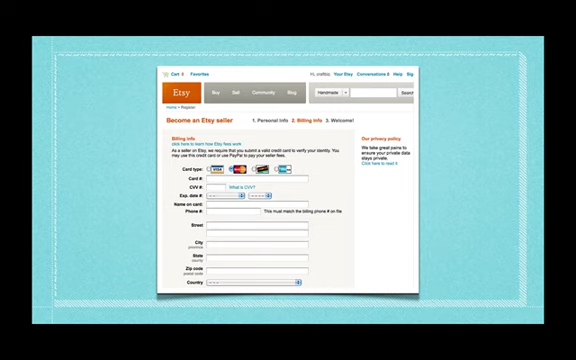 Cart 0 Favorites
Hi, Your Etsy Conversations 0 Help Sig
Etsy Buy Sell Community Blog Handmade Search
Home > Register
Become an Etsy seller 1. Personal Info 2. Billing Info 3. Welcome!
Billing info
click here to learn how Etsy fees work
As a seller on Etsy, we require that you submit a valid credit card to verify your identity. You
may use this credit card or use PayPal to pay your seller fees.
Our privacy policy
We take great pains to
ensure your private data
stays private.
Click here to read it
Card type: VISA
Card #:
CVV #: What is CVV?
Exp. date #: -- ----
Name on card:
Phone #: This must match the billing phone # on file
Street
City
province
State
county
Zip code
postal code
Country ---